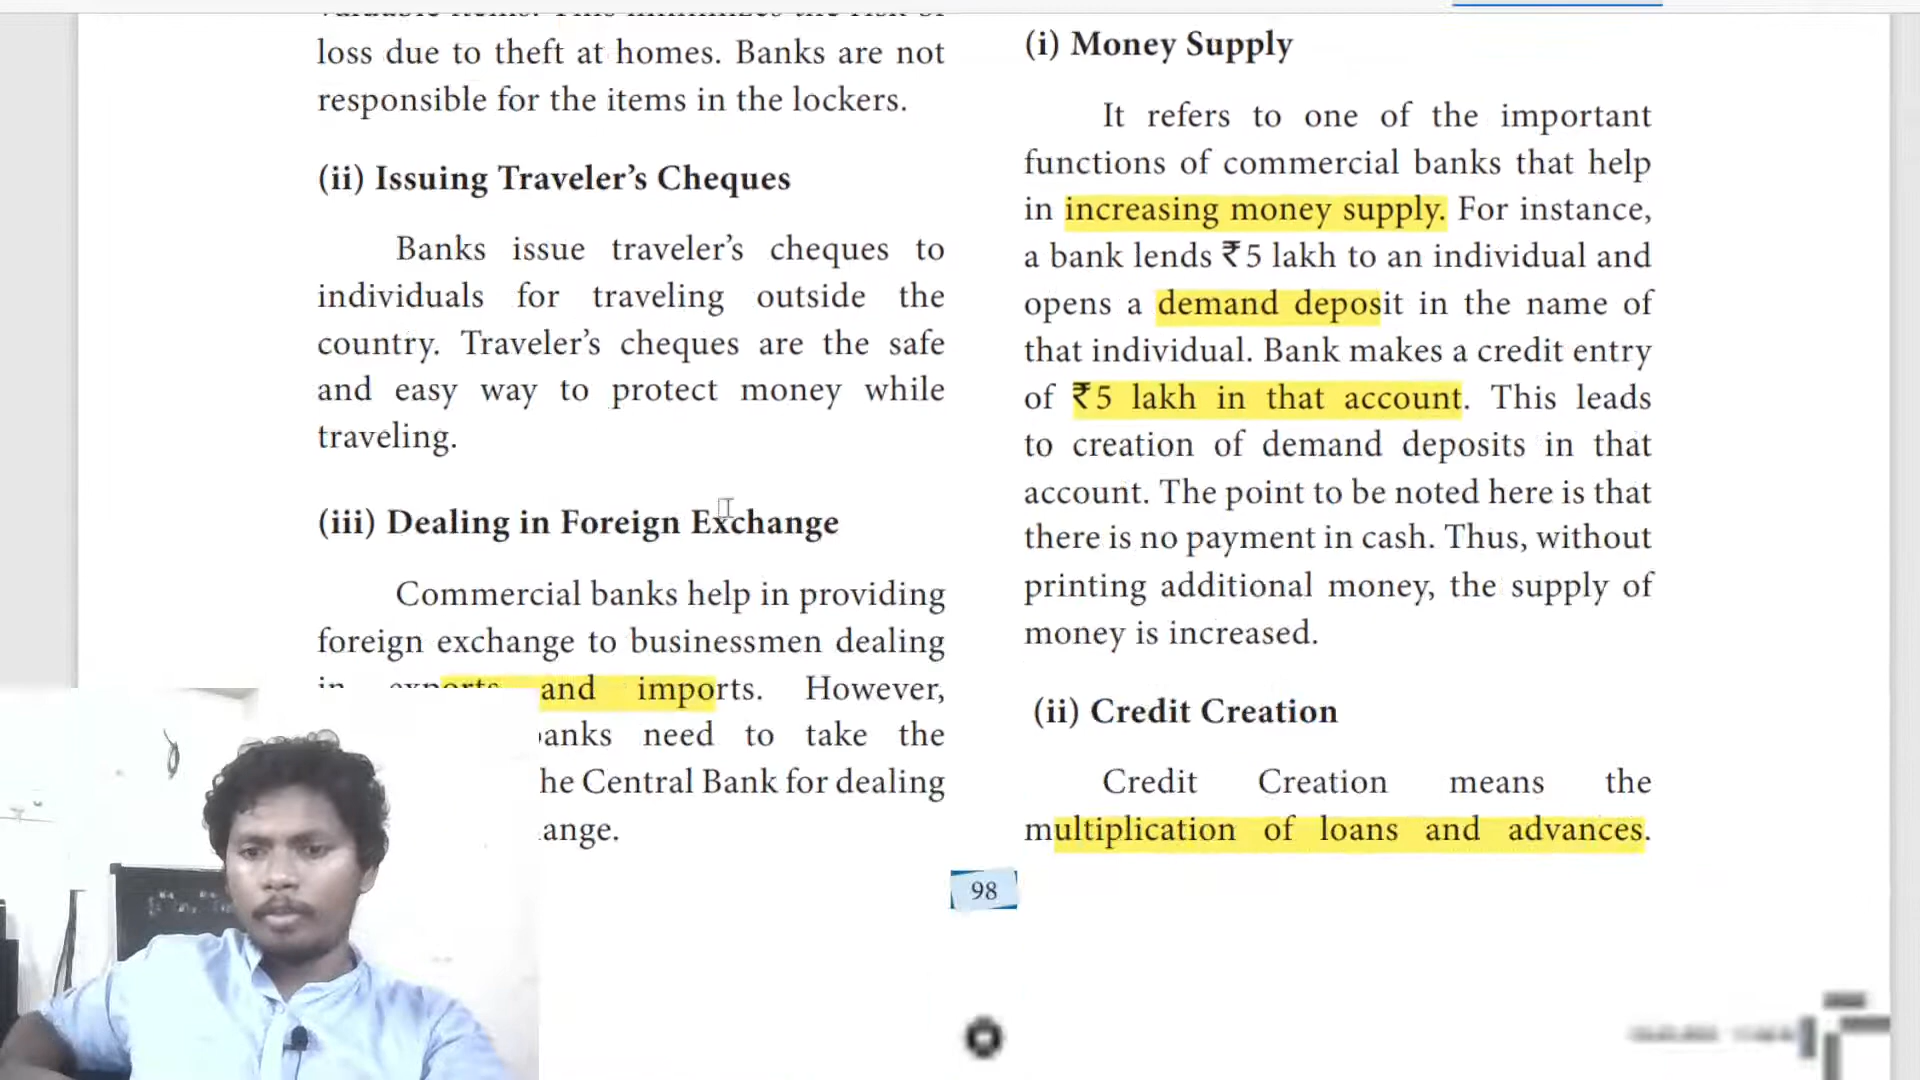 loss due to theft at homes. Banks are not
responsible for the items in the lockers.
(ii) Issuing Traveler’s Cheques
Banks issue traveler’s cheques to
individuals for traveling outside the
country. Traveler’s cheques are the safe
and easy way to protect money while
traveling.
(iii) Dealing in Foreign Exchange
Commercial banks help in providing
foreign exchange to businessmen dealing
and imports. However,
need to take the
Central Bank for dealing
(i) Money Supply
It refers to one of the important
functions of commercial banks that help
in increasing money supply. For instance,
a bank lends ₹5 lakh to an individual and
opens a demand deposit in the name of
that individual. Bank makes a credit entry
of ₹5 lakh in that account. This leads
to creation of demand deposits in that
account. The point to be noted here is that
there is no payment in cash. Thus, without
printing additional money, the supply of
money is increased.
(ii) Credit Creation
Credit Creation means the
multiplication of loans and advances.
98